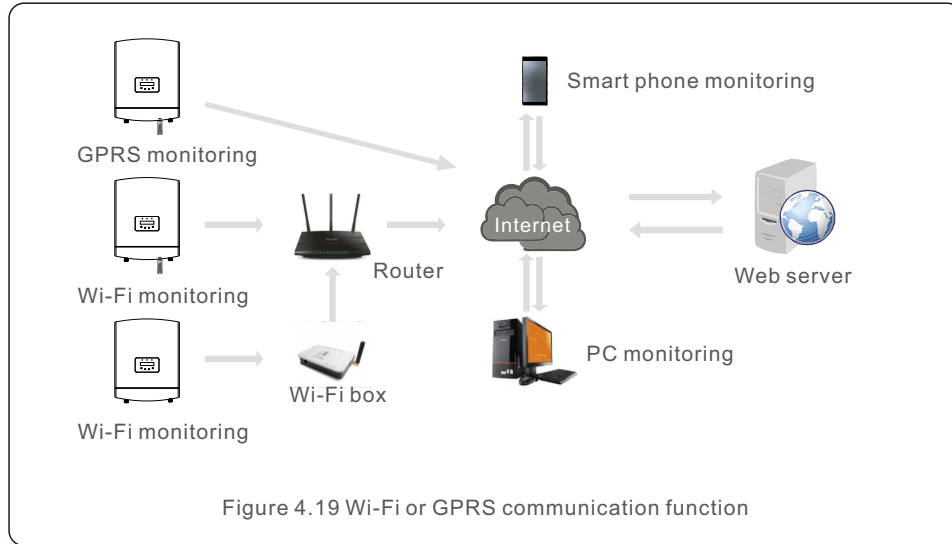 Smart phone monitoring
GPRS monitoring
Internet
Router
Web server
Wi-Fi monitoring
PC monitoring
Wi-Fi box
Wi-Fi monitoring
Figure 4.19 Wi-Fi or GPRS communication function